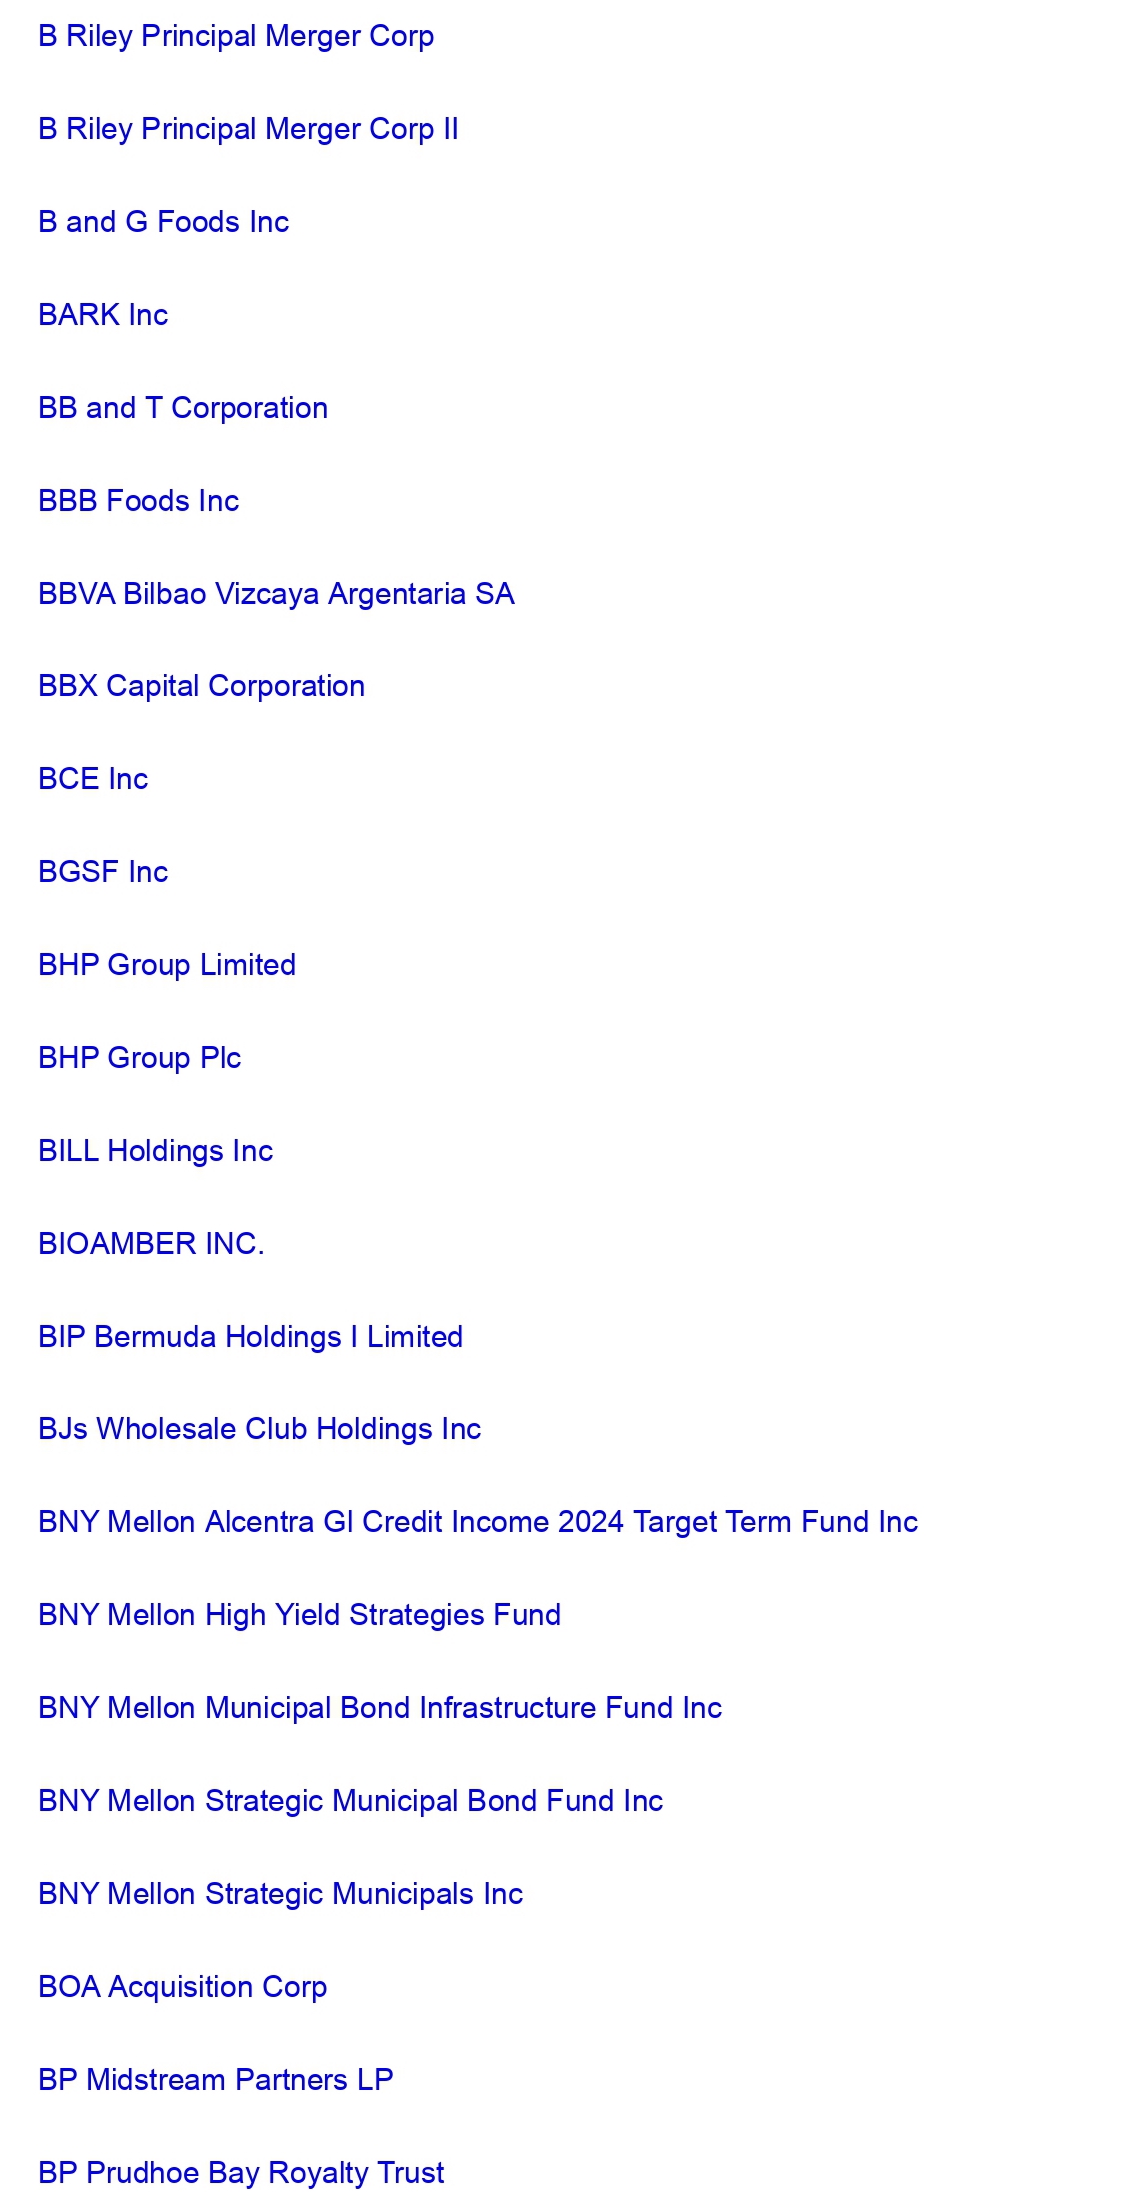 B Riley Principal Merger Corp
B Riley Principal Merger Corp II
B and G Foods Inc
BARK Inc
BB and T Corporation
BBB Foods Inc
BBVA Bilbao Vizcaya Argentaria SA
BBX Capital Corporation
BCE Inc
BGSF Inc
BHP Group Limited
BHP Group Plc
BILL Holdings Inc
BIOAMBER INC.
BIP Bermuda Holdings I Limited
BJs Wholesale Club Holdings Inc
BNY Mellon Alcentra Gl Credit Income 2024 Target Term Fund Inc
BNY Mellon High Yield Strategies Fund
BNY Mellon Municipal Bond Infrastructure Fund Inc
BNY Mellon Strategic Municipal Bond Fund Inc
BNY Mellon Strategic Municipals Inc
BOA Acquisition Corp
BP Midstream Partners LP
BP Prudhoe Bay Royalty Trust